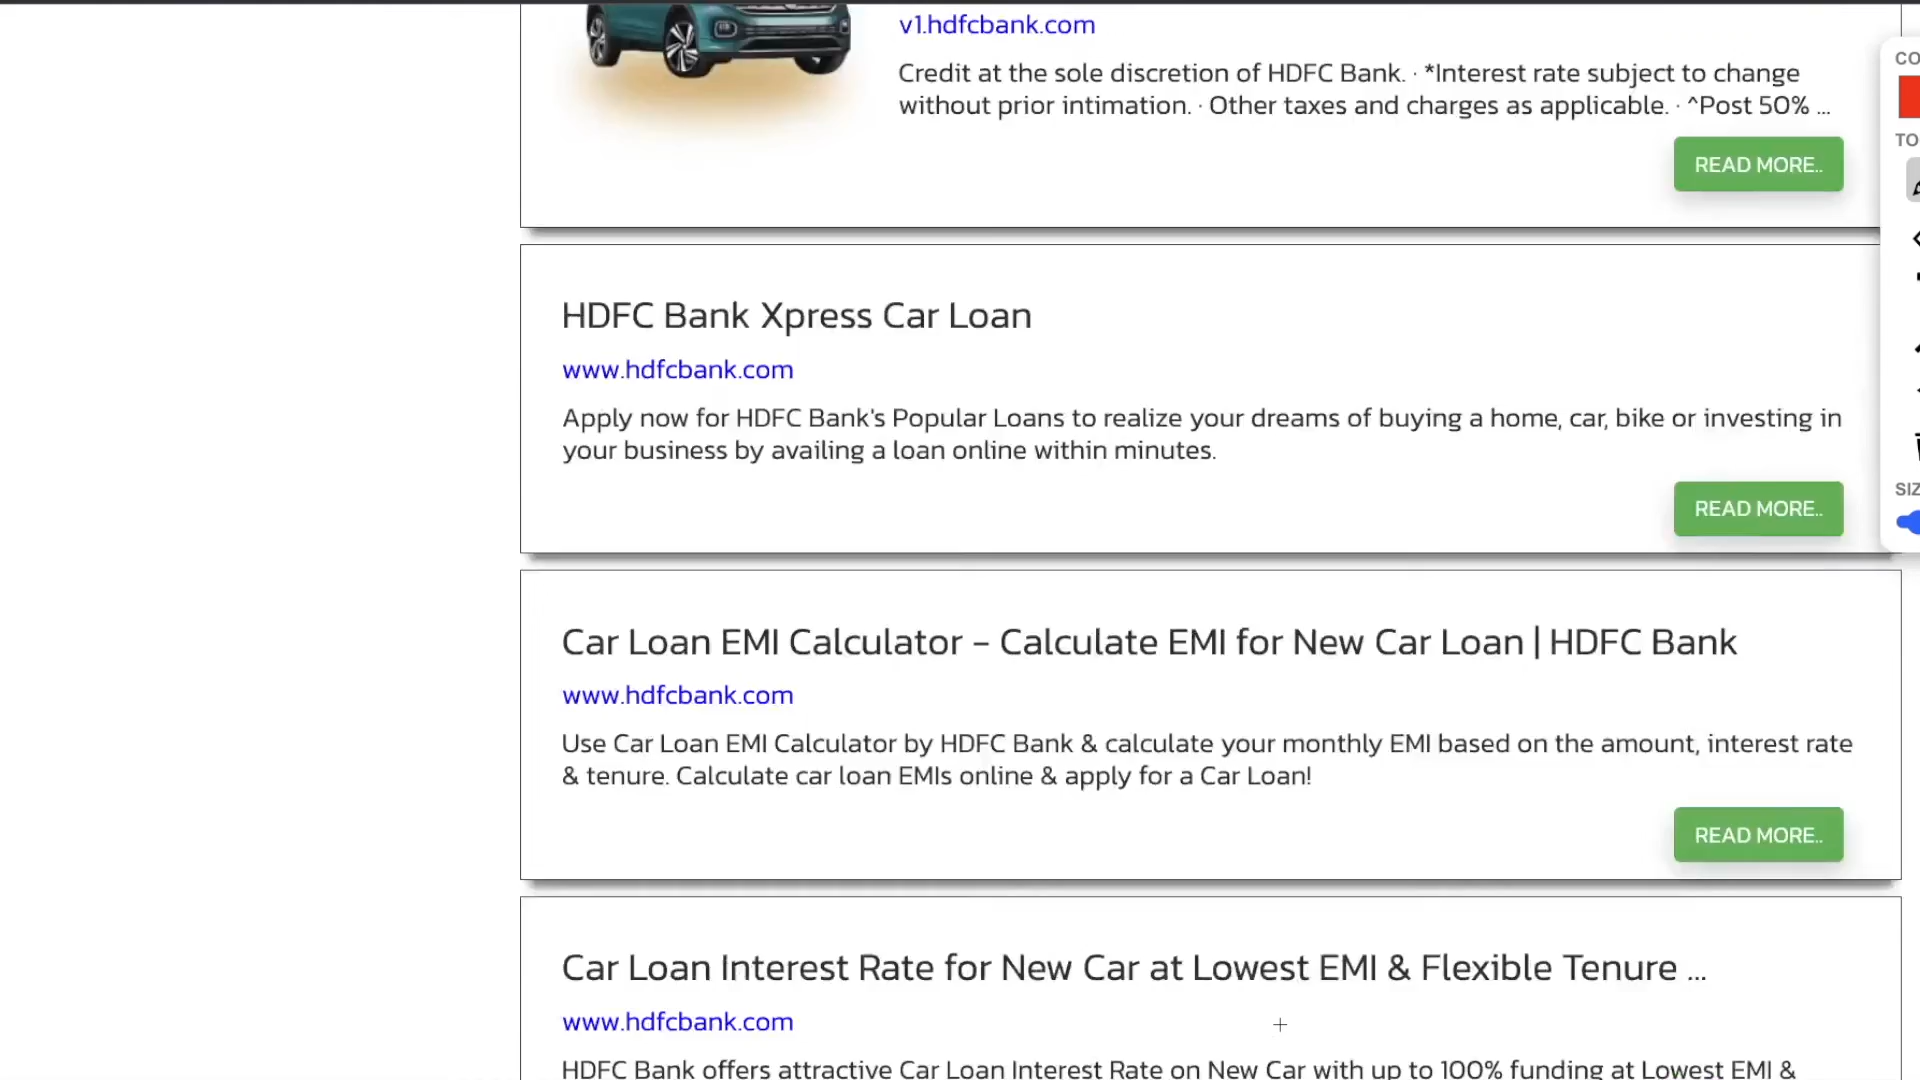 v1.hdfcbank.com
Credit at the sole discretion of HDFC Bank. · *Interest rate subject to change
without prior intimation. · Other taxes and charges as applicable. · ^Post 50% ...
READ MORE..
HDFC Bank Xpress Car Loan
www.hdfcbank.com
Apply now for HDFC Bank's Popular Loans to realize your dreams of buying a home, car, bike or investing in
your business by availing a loan online within minutes.
READ MORE..
Car Loan EMI Calculator - Calculate EMI for New Car Loan | HDFC Bank
www.hdfcbank.com
Use Car Loan EMI Calculator by HDFC Bank & calculate your monthly EMI based on the amount, interest rate
& tenure. Calculate car loan EMIs online & apply for a Car Loan!
READ MORE..
Car Loan Interest Rate for New Car at Lowest EMI & Flexible Tenure ...
www.hdfcbank.com
HDFC Bank offers attractive Car Loan Interest Rate on New Car with up to 100% funding at Lowest EMI &
CO
TO
SIZ